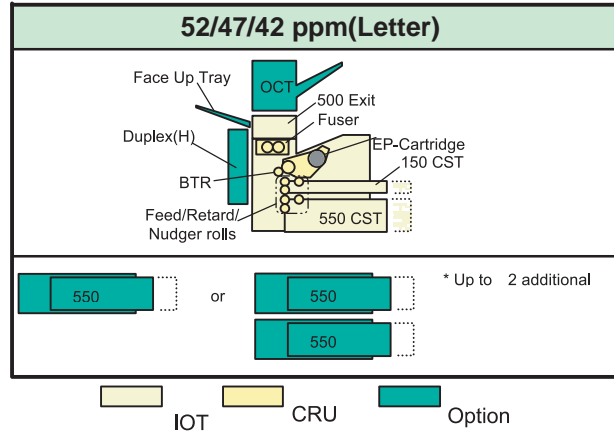 52/47/42 ppm(Letter)
Face Up Tray
OCT
500 Exit
Fuser
Duplex(H)
EP-Cartridge
150 CST
BTR
Feed/Retard/
Nudger rolls
550 CST
550
or
550
* Up to 2 additional
550
IOT
CRU
Option